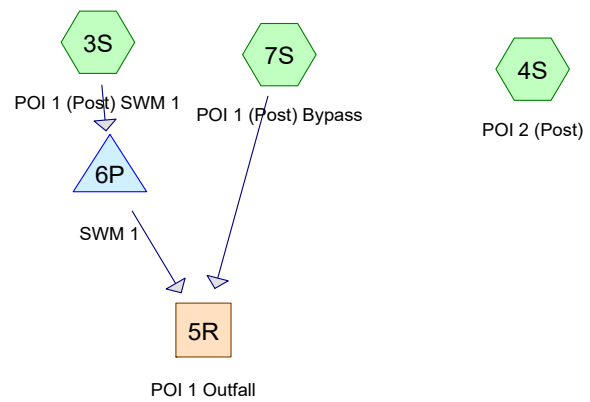 3S
POI 1 (Post) SWM 1
7S
POI 1 (Post) Bypass
4S
POI 2 (Post)
6P
SWM 1
5R
POI 1 Outfall